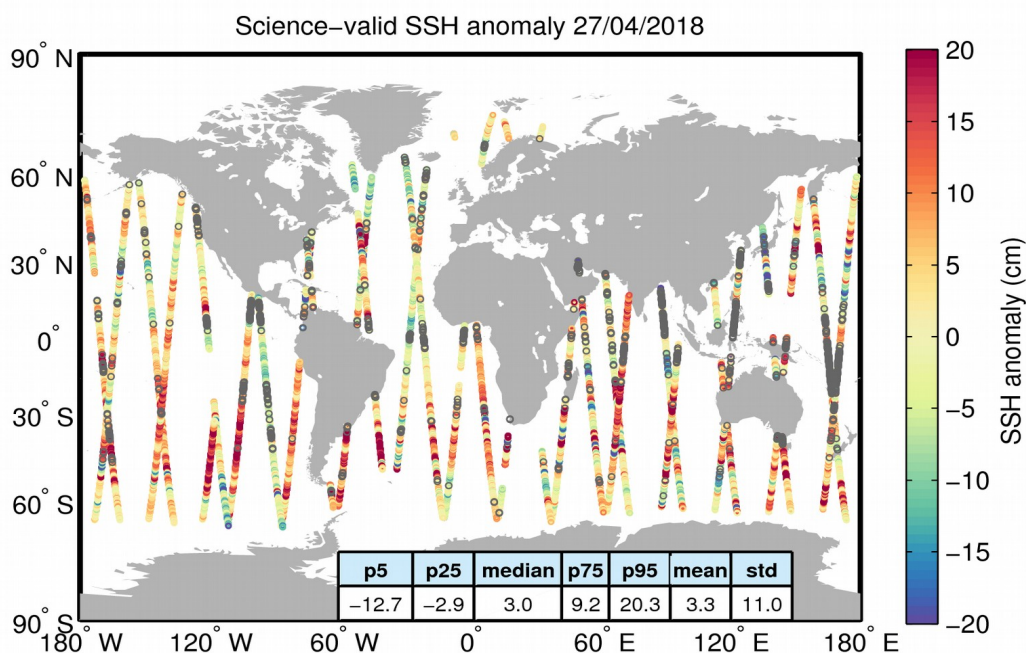 Science−valid SSH anomaly 27/04/2018
90° N
60° N
30° N
0°
30° S
60° S
90° S
180° W
120° W
60° W
0°
60° E
120° E
180° E
p5 p25 median p75 p95 mean std
−12.7 −2.9 3.0 9.2 20.3 3.3 11.0
20
15
10
5
0
−5
−10
−15
−20
SSH anomaly (cm)